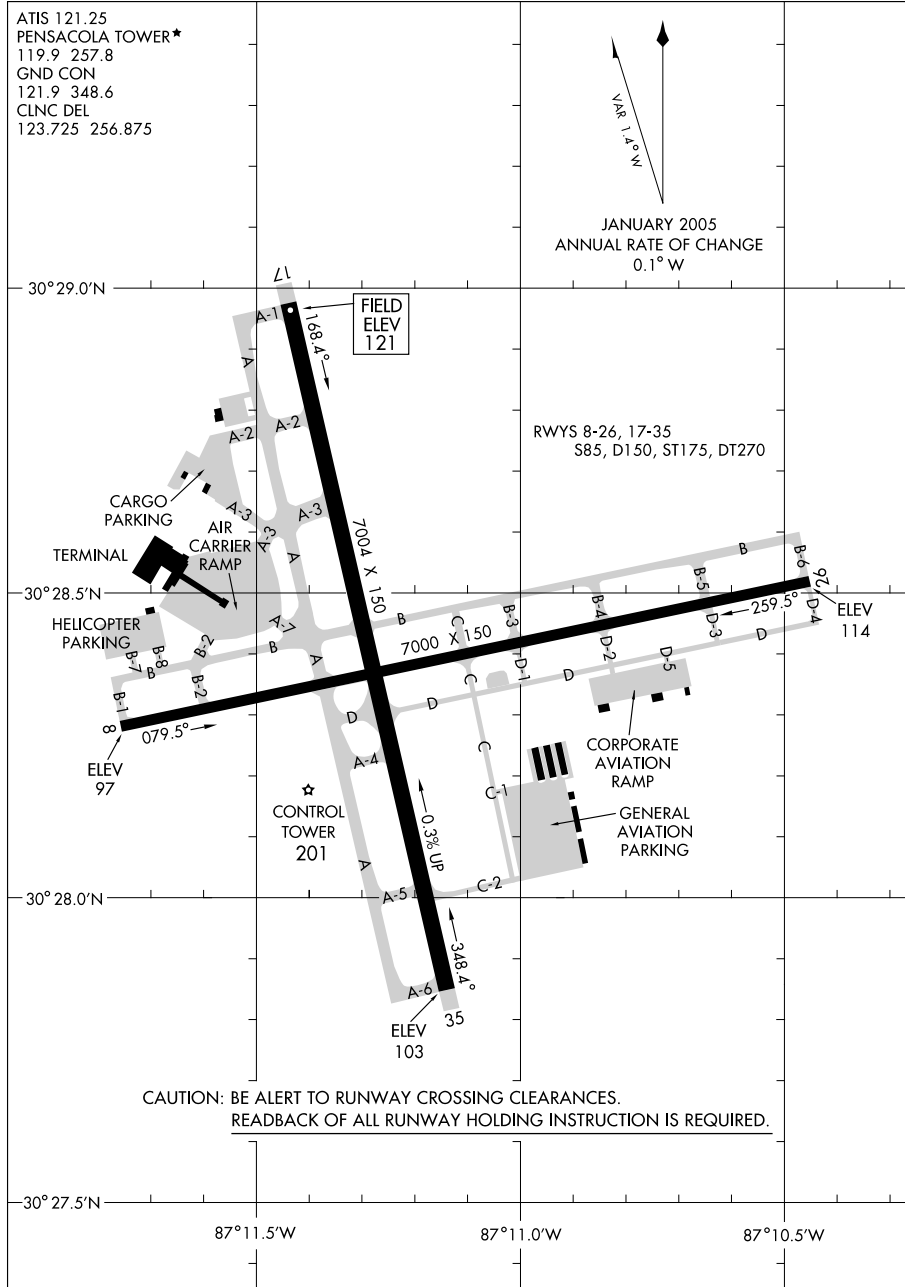 ATIS 121.25
PENSACOLA TOWER★
119.9 257.8
GND CON
121.9 348.6
CLNC DEL
123.725 256.875
VAR 1.4° W
JANUARY 2005
ANNUAL RATE OF CHANGE
0.1° W
30° 29.0'N
17
A-1
FIELD
ELEV
121
168.4°
A
A-2
A-2
RWYS 8-26, 17-35
S85, D150, ST175, DT270
CARGO
PARKING
A-3
A-3
A-3
AIR
CARRIER
RAMP
TERMINAL
A
7004 X 150
B
B-6
26
30° 28.5'N
B-5
259.5°
ELEV
114
HELICOPTER
PARKING
B-2
A-7
B
C
B-3
B-4
D-4
D-3
D
B-7
B-8
B
A
7000 X 150
D-2
D-1
D-5
B
B-2
C
D
B-1
8
079.5°
D
D
ELEV
97
A-4
C
CORPORATE
AVIATION
RAMP
CONTROL
TOWER
201
C-1
0.3% UP
GENERAL
AVIATION
PARKING
A
C-2
30° 28.0'N
A-5
348.4°
A-6
35
ELEV
103
CAUTION: BE ALERT TO RUNWAY CROSSING CLEARANCES.
READBACK OF ALL RUNWAY HOLDING INSTRUCTION IS REQUIRED.
30° 27.5'N
87°11.5'W
87°11.0'W
87°10.5'W